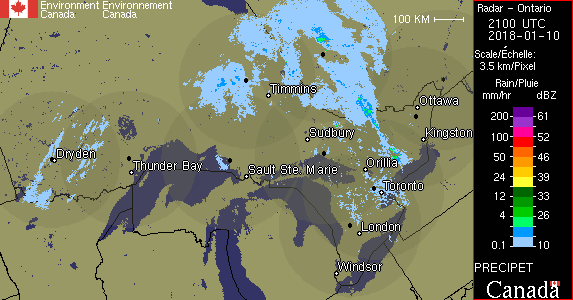 Environment Environnement
Canada Canada
100 KM
Timmins
Ottawa
Sudbury
Kingston
Dryden
Thunder Bay
Sault Ste. Marie
Orillia
Toronto
London
Windsor
Radar - Ontario
2100 UTC
2018-01-10
Scale/Échelle:
3.5 km/Pixel
Rain/Pluie
mm/hr dBZ
200 61
100 52
50 46
24 39
12 33
4 26
0.1 10
PRECIPET
Canada